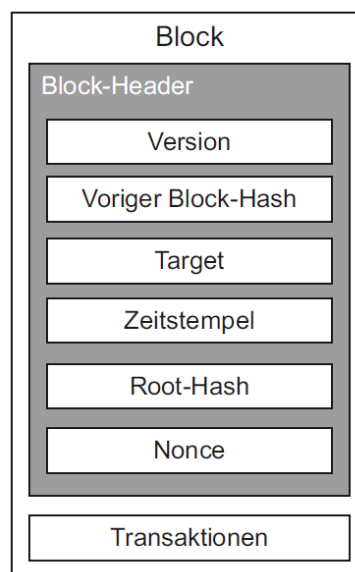 Block
Block-Header
Version
Voriger Block-Hash
Target
Zeitstempel
Root-Hash
Nonce
Transaktionen